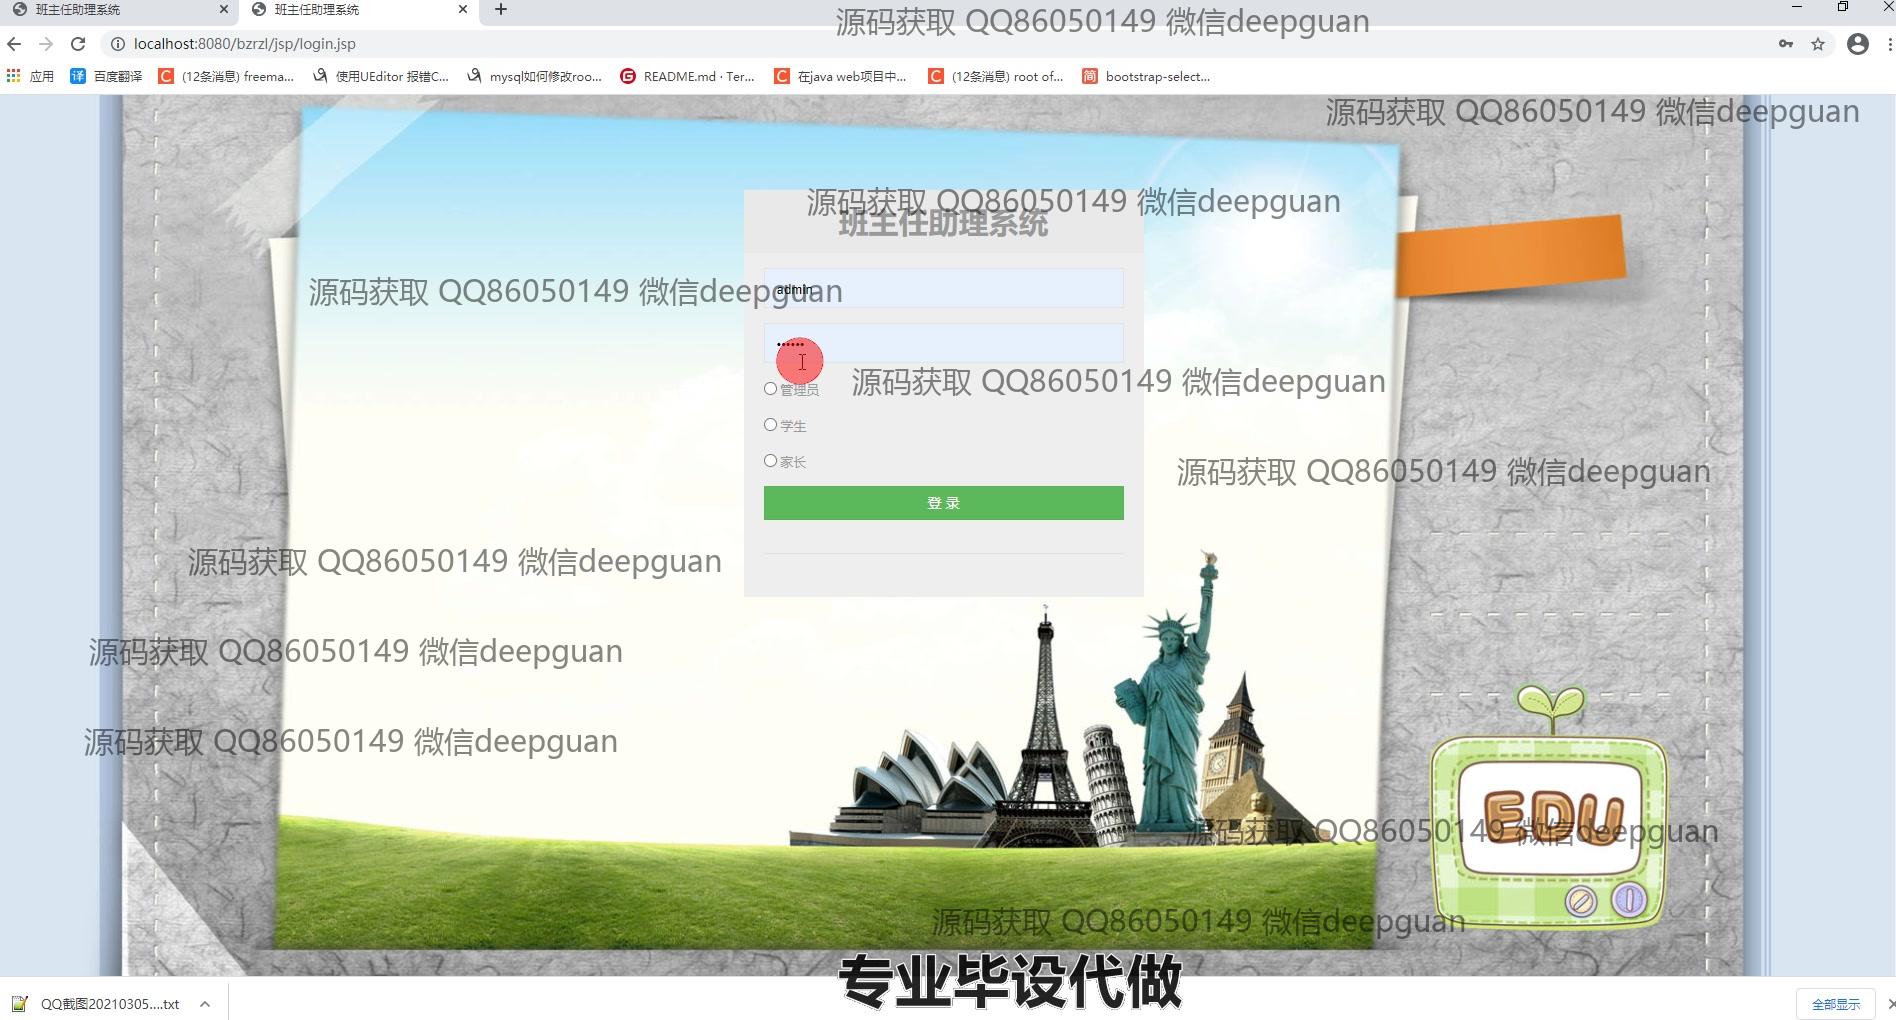 班主任助理系统
班主任助理系统
源码获取 QQ86050149 微信deepguan
localhost:8080/bzrzl/jsp/login.jsp
应用 百度翻译 (12条消息) freema... 使用UEditor 报错C... mysql如何修改roo... README.md · Ter... 在java web项目中... (12条消息) root of... bootstrap-select...
源码获取 QQ86050149 微信deepguan
源码获取 QQ86050149 微信deepguan
班主任助理系统
源码获取 QQ86050149 微信deepguan
admin
源码获取 QQ86050149 微信deepguan
管理员
学生
家长
源码获取 QQ86050149 微信deepguan
登 录
源码获取 QQ86050149 微信deepguan
源码获取 QQ86050149 微信deepguan
源码获取 QQ86050149 微信deepguan
源码获取 QQ86050149 微信deepguan
EDU
源码获取 QQ86050149 微信deepguan
专业毕设代做
QQ截图20210305....txt
全部显示